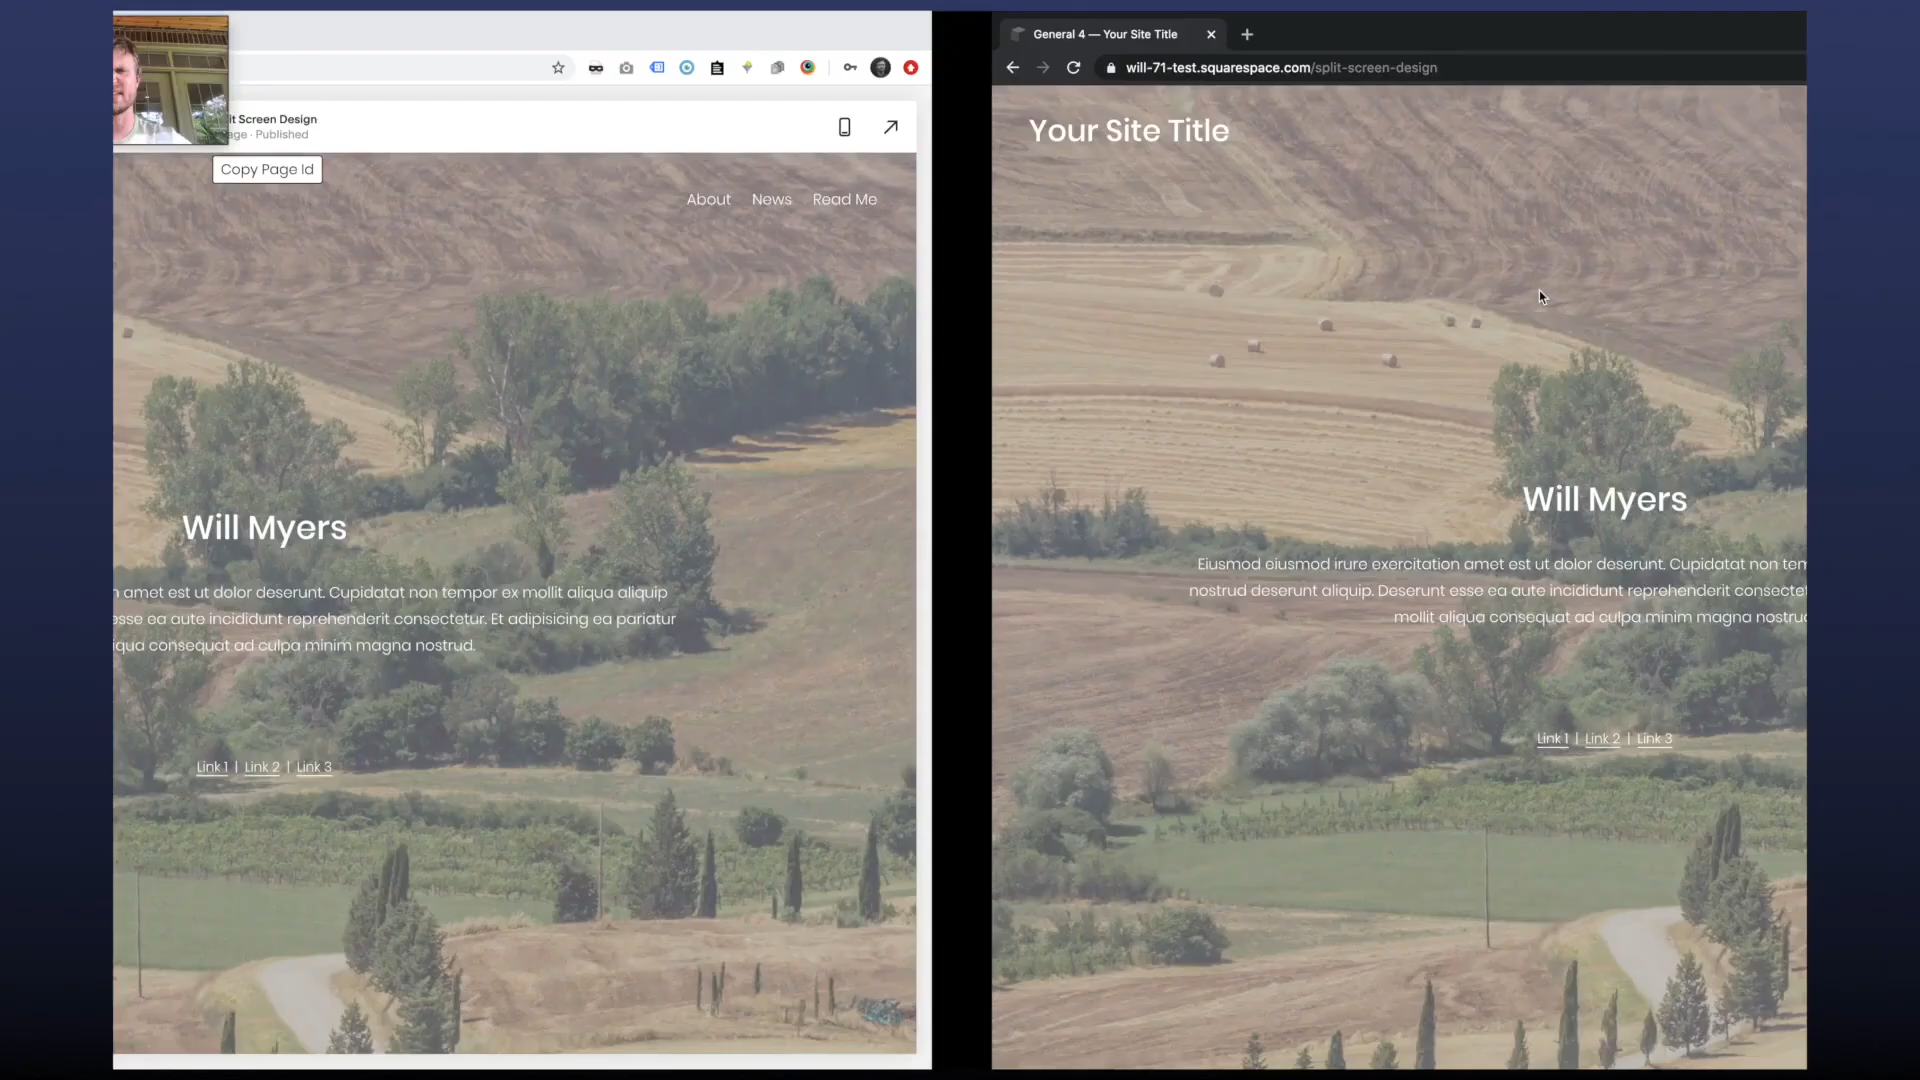 it Screen Design
age · Published
Copy Page Id
About News Read Me
Will Myers
amet est ut dolor deserunt. Cupidatat non tempor ex mollit aliqua aliquip
esse ea aute incididunt reprehenderit consectetur. Et adipisicing ea pariatur
iqua consequat ad culpa minim magna nostrud.
Link 1 | Link 2 | Link 3
General 4 — Your Site Title
will-71-test.squarespace.com/split-screen-design
Your Site Title
Will Myers
Eiusmod eiusmod irure exercitation amet est ut dolor deserunt. Cupidatat non tem
nostrud deserunt aliquip. Deserunt esse ea aute incididunt reprehenderit consectet
mollit aliqua consequat ad culpa minim magna nostrud
Link 1 | Link 2 | Link 3